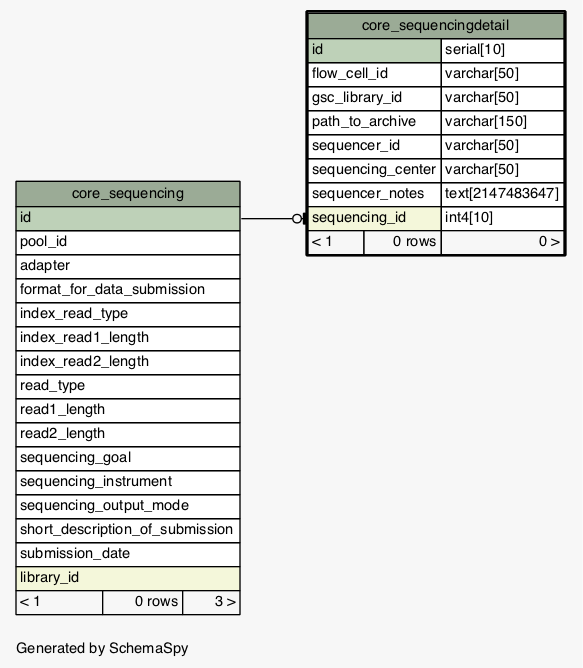 core_sequencingdetail
id serial[10]
flow_cell_id varchar[50]
gsc_library_id varchar[50]
path_to_archive varchar[150]
sequencer_id varchar[50]
sequencing_center varchar[50]
sequencer_notes text[2147483647]
sequencing_id int4[10]
< 1 0 rows 0 >
core_sequencing
id
pool_id
adapter
format_for_data_submission
index_read_type
index_read1_length
index_read2_length
read_type
read1_length
read2_length
sequencing_goal
sequencing_instrument
sequencing_output_mode
short_description_of_submission
submission_date
library_id
< 1 0 rows 3 >
Generated by SchemaSpy